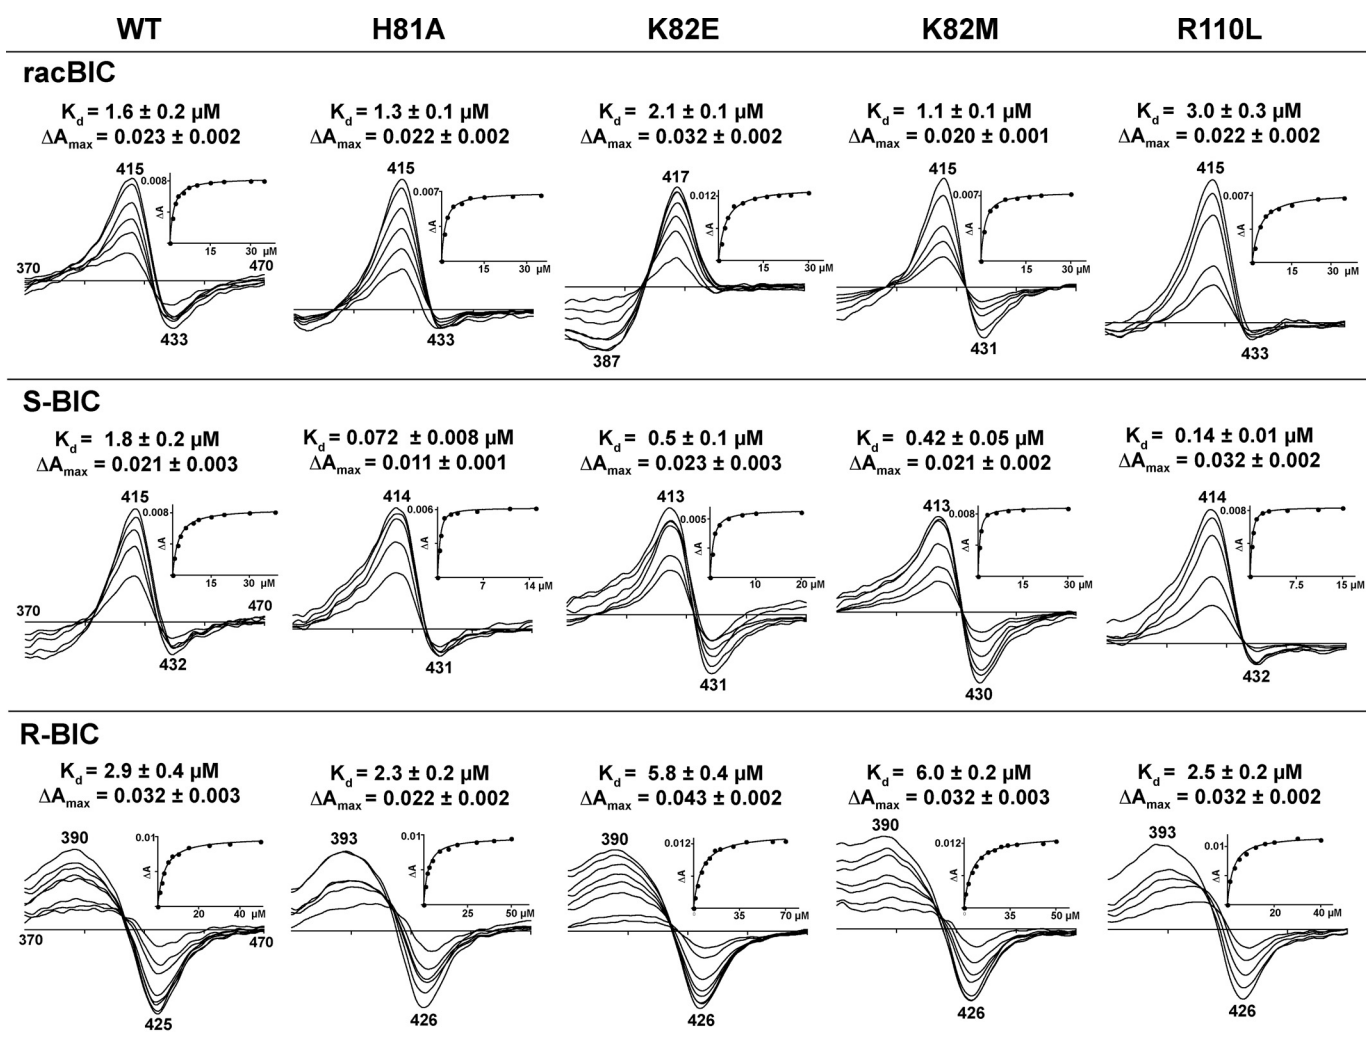 WT H81A K82E K82M R110L
racBIC
Kd = 1.6 ± 0.2 µM Kd = 1.3 ± 0.1 µM Kd = 2.1 ± 0.1 µM Kd = 1.1 ± 0.1 µM Kd = 3.0 ± 0.3 µM
ΔAmax = 0.023 ± 0.002 ΔAmax = 0.022 ± 0.002 ΔAmax = 0.032 ± 0.002 ΔAmax = 0.020 ± 0.001 ΔAmax = 0.022 ± 0.002
415 415 417 415 415
0.008 0.007 0.012 0.007 0.007
ΔA ΔA ΔA ΔA ΔA
15 30 µM 15 30 µM 15 30 µM 15 30 µM 15 30 µM
370 470
433 433 387 431 433
S-BIC
Kd = 1.8 ± 0.2 µM Kd = 0.072 ± 0.008 µM Kd = 0.5 ± 0.1 µM Kd = 0.42 ± 0.05 µM Kd = 0.14 ± 0.01 µM
ΔAmax = 0.021 ± 0.003 ΔAmax = 0.011 ± 0.001 ΔAmax = 0.023 ± 0.003 ΔAmax = 0.021 ± 0.002 ΔAmax = 0.032 ± 0.002
415 414 413 413 414
0.008 0.006 0.005 0.008 0.008
ΔA ΔA ΔA ΔA ΔA
15 30 µM 7 14 µM 10 20 µM 15 30 µM 7.5 15 µM
370 470
432 431 431 430 432
R-BIC
Kd = 2.9 ± 0.4 µM Kd = 2.3 ± 0.2 µM Kd = 5.8 ± 0.4 µM Kd = 6.0 ± 0.2 µM Kd = 2.5 ± 0.2 µM
ΔAmax = 0.032 ± 0.003 ΔAmax = 0.022 ± 0.002 ΔAmax = 0.043 ± 0.002 ΔAmax = 0.032 ± 0.003 ΔAmax = 0.032 ± 0.002
390 393 390 390 393
0.01 0.01 0.012 0.012 0.01
ΔA ΔA ΔA ΔA ΔA
20 40 µM 25 50 µM 0 35 70 µM 0 35 50 µM 20 40 µM
370 470
425 426 426 426 426